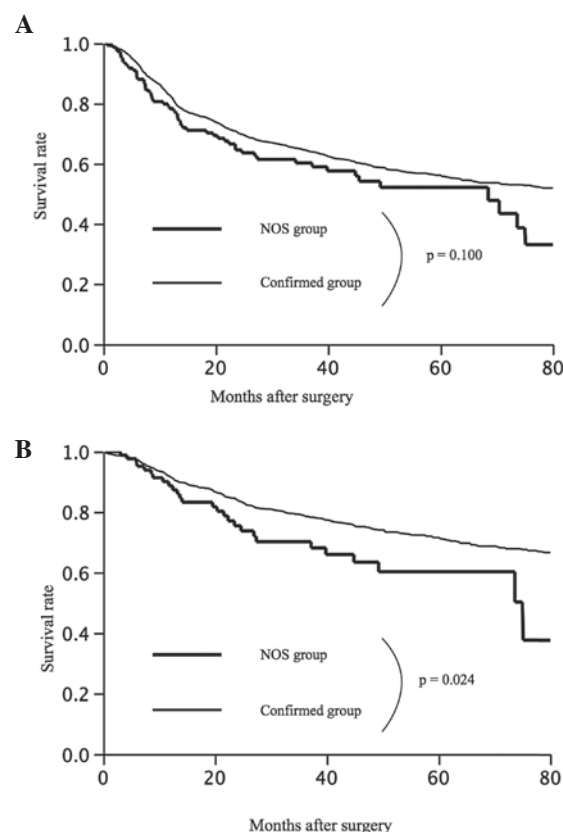 A
1.0
0.8
0.6
0.4
0.2
0.0
Survival rate
NOS group
Confirmed group
p = 0.100
0 20 40 60 80
Months after surgery
B
1.0
0.8
0.6
0.4
0.2
0.0
Survival rate
NOS group
Confirmed group
p = 0.024
0 20 40 60 80
Months after surgery